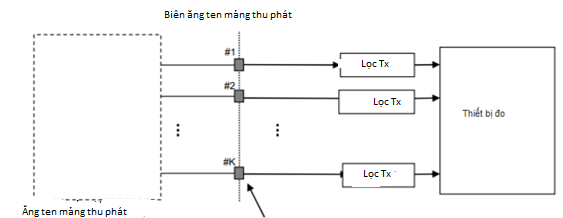 Biên ăng ten mảng thu phát
#1
Lọc Tx
#2
Lọc Tx
Thiết bị đo
#K
Lọc Tx
Ăng ten mảng thu phát